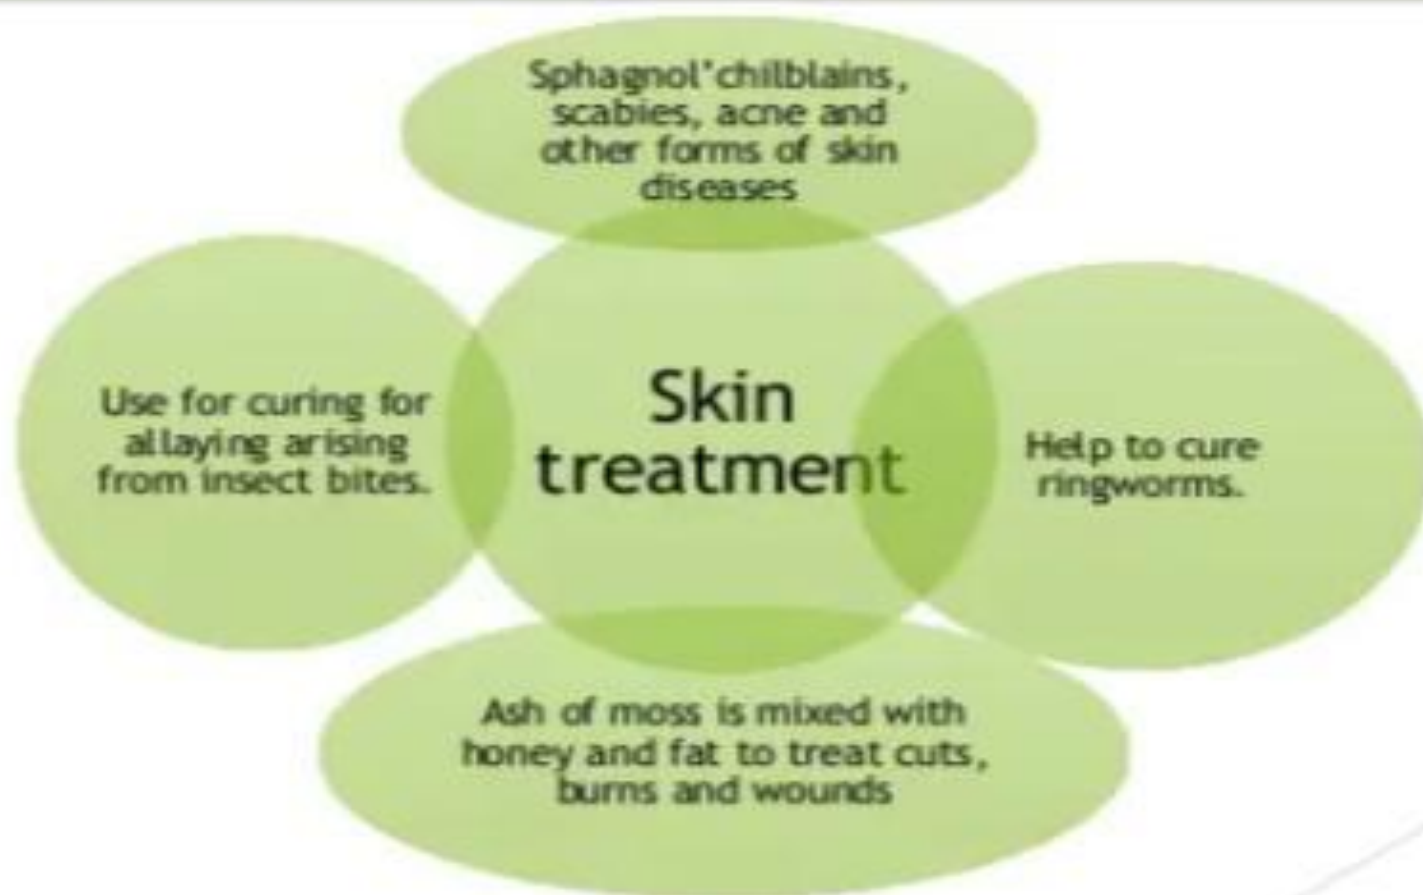 Sphagnol'chilblains,
scabies, acne and
other forms of skin
diseases
Use for curing for
allaying arising
from insect bites.
Skin
treatment
Help to cure
ringworms.
Ash of moss is mixed with
honey and fat to treat cuts,
burns and wounds